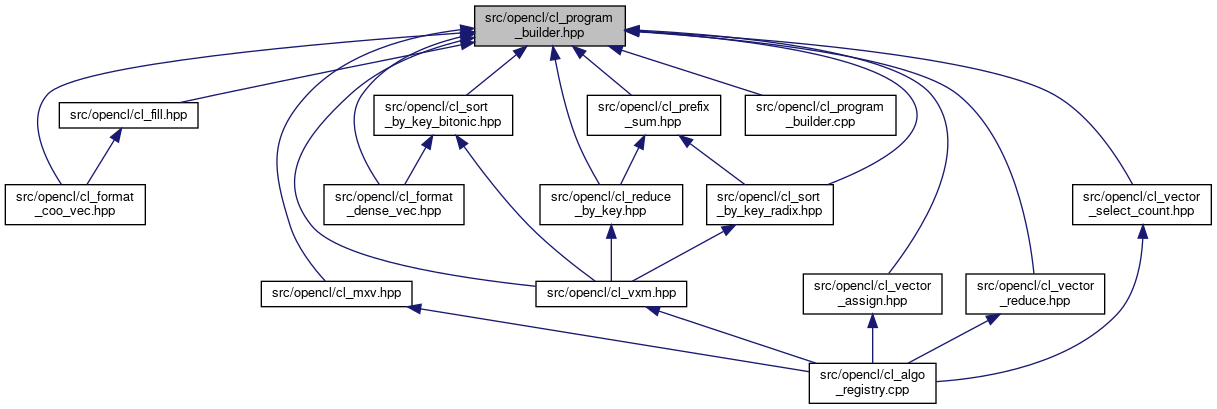 src/opencl/cl_program
_builder.hpp
src/opencl/cl_fill.hpp
src/opencl/cl_sort
_by_key_bitonic.hpp
src/opencl/cl_prefix
_sum.hpp
src/opencl/cl_program
_builder.cpp
src/opencl/cl_format
_coo_vec.hpp
src/opencl/cl_format
_dense_vec.hpp
src/opencl/cl_reduce
_by_key.hpp
src/opencl/cl_sort
_by_key_radix.hpp
src/opencl/cl_vector
_select_count.hpp
src/opencl/cl_mxv.hpp
src/opencl/cl_vxm.hpp
src/opencl/cl_vector
_assign.hpp
src/opencl/cl_vector
_reduce.hpp
src/opencl/cl_algo
_registry.cpp